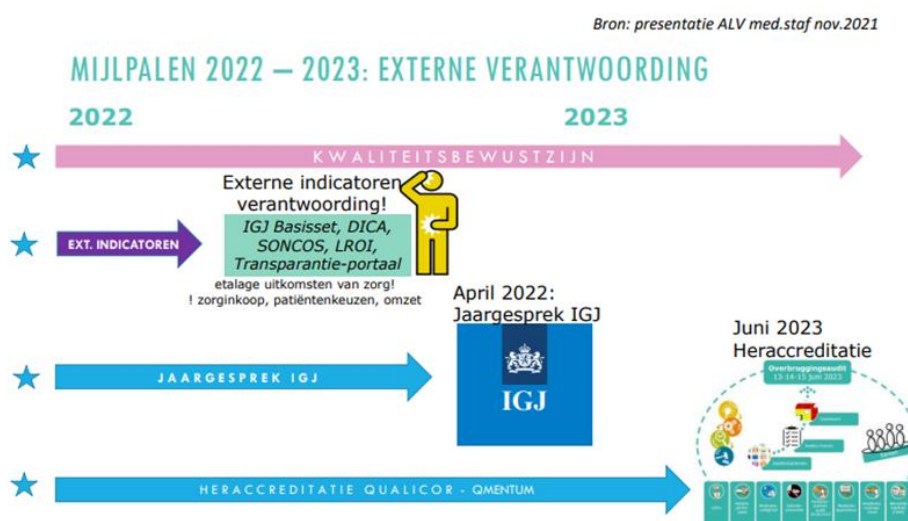 Bron: presentatie ALV med.staf nov.2021
MIJLPALEN 2022 – 2023: EXTERNE VERANTWOORDING
2022
2023
KWALITEITSBEWUSTZIJN
Externe indicatoren
verantwoording!
EXT. INDICATOREN
IGJ Basisset, DICA,
SONCOS, LROI,
Transparantie-portaal
etalage uitkomsten van zorg!
! zorginkoop, patiëntenkeuzen, omzet
April 2022:
Jaargesprek IGJ
JAARGESPREK IGJ
IGJ
Juni 2023
Heraccreditatie
Overbruggingsaudit
13-14-15 juni 2023
HERACCREDITATIE QUALICOR - QMENTUM